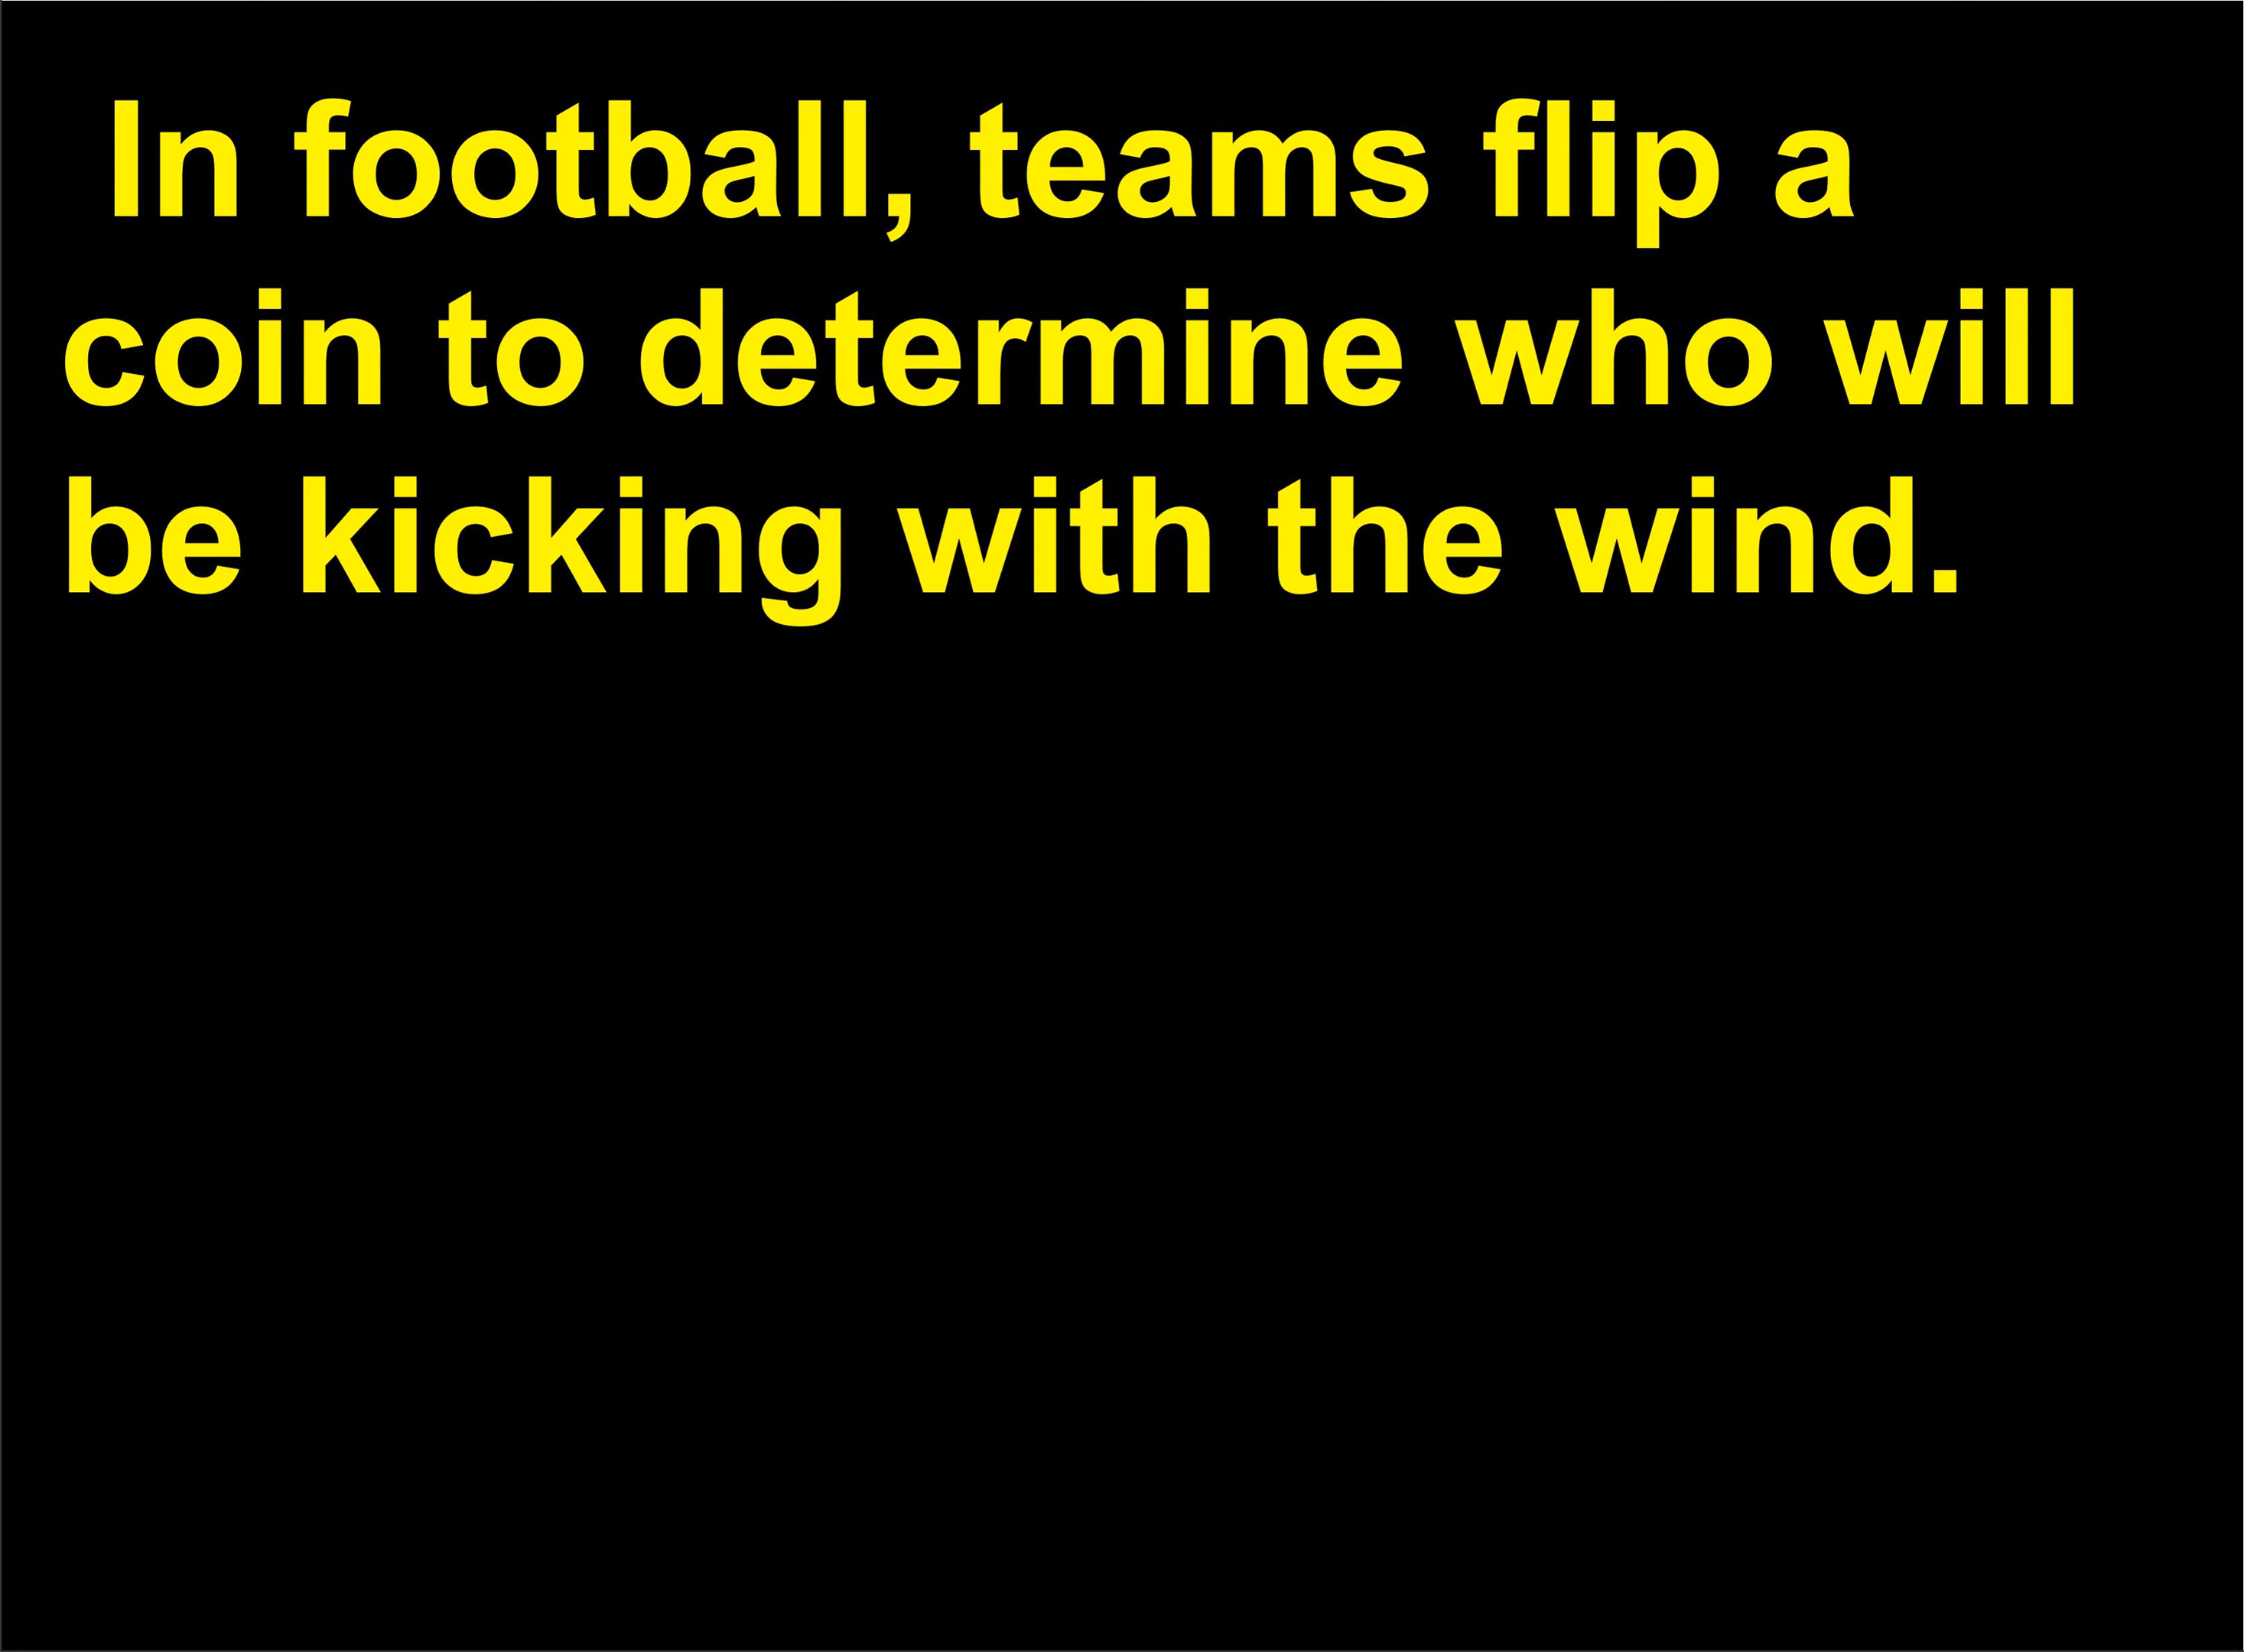 In football, teams flip a
coin to determine who will
be kicking with the wind.